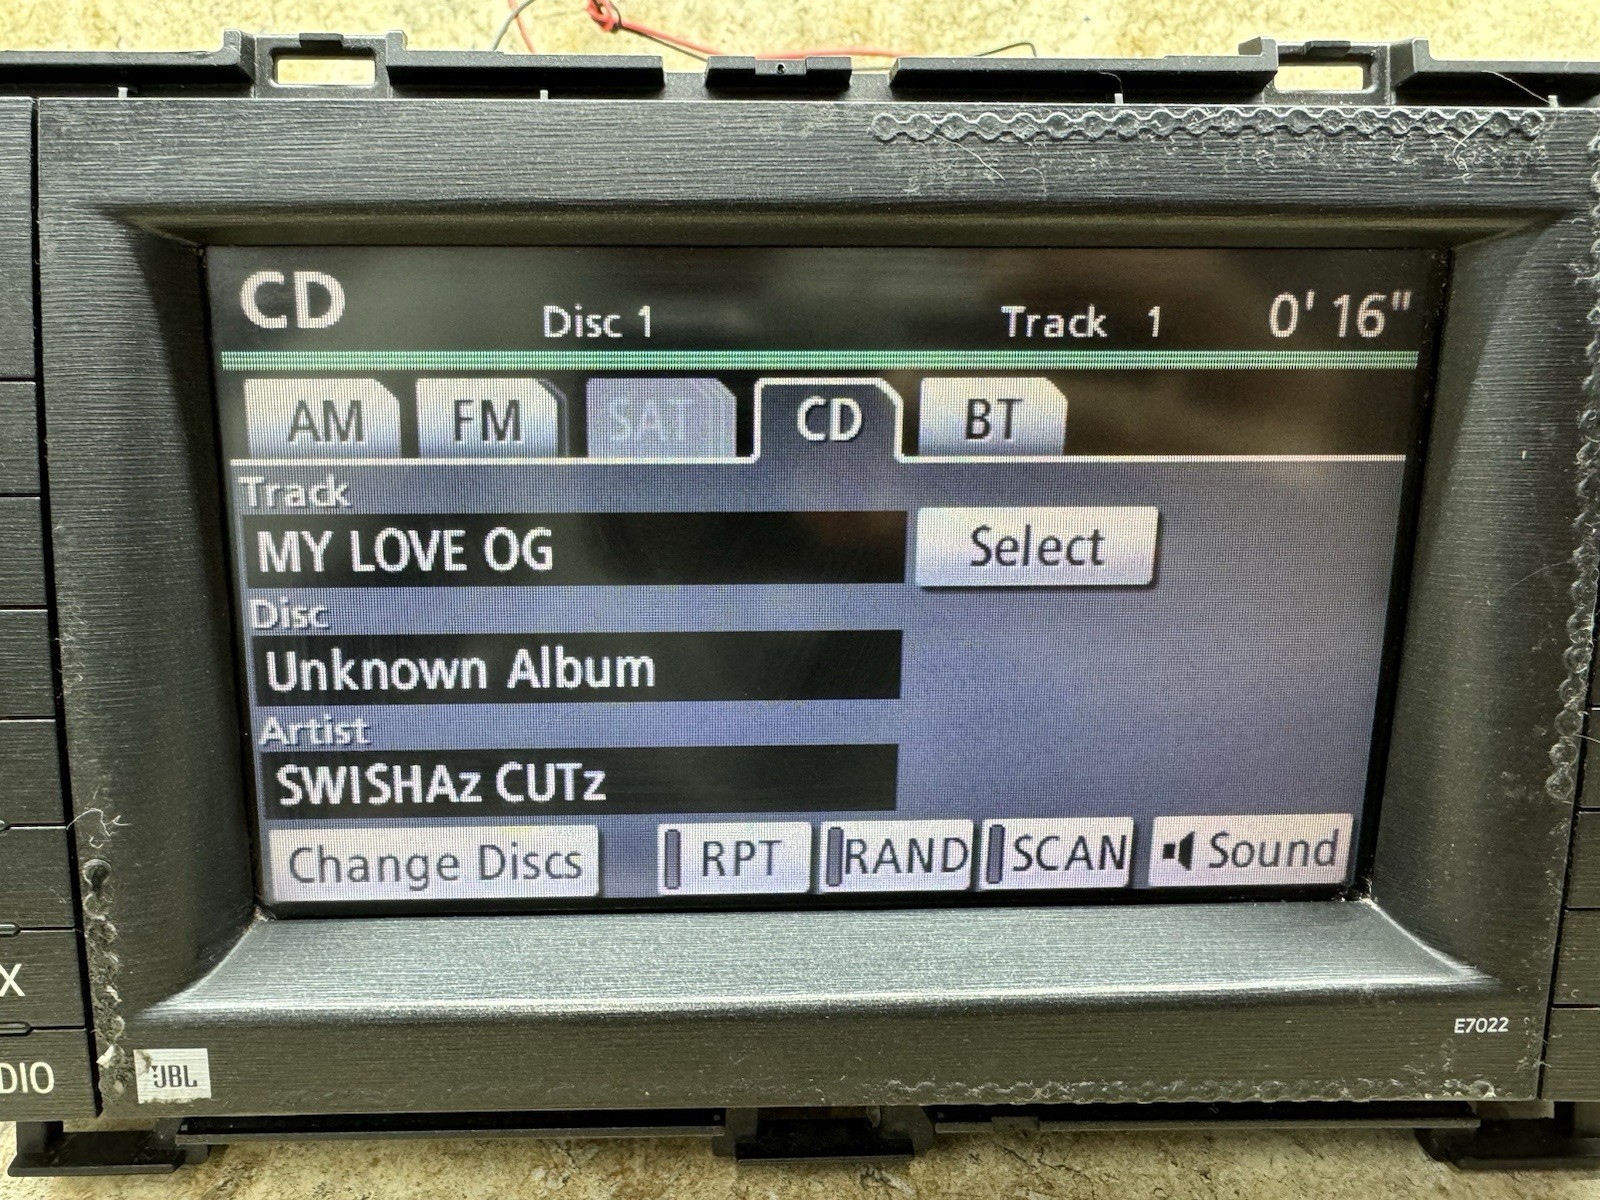 CD Disc 1 Track 1 0' 16"
AM FM SAT CD BT
Track
MY LOVE OG
Select
Disc
Unknown Album
Artist
SWISHAz CUTz
Change Discs RPT RAND SCAN Sound
X
E7022
DIO
JBL